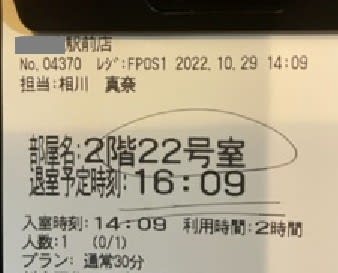 駅前店
No.04370 ﾚｼﾞ:FPOS1 2022.10.29 14:09
担当:相川 真奈
部屋名:2階22号室
退室予定時刻:16:09
入室時刻:14:09 利用時間:2時間
人数:1 (0/1)
プラン: 通常30分